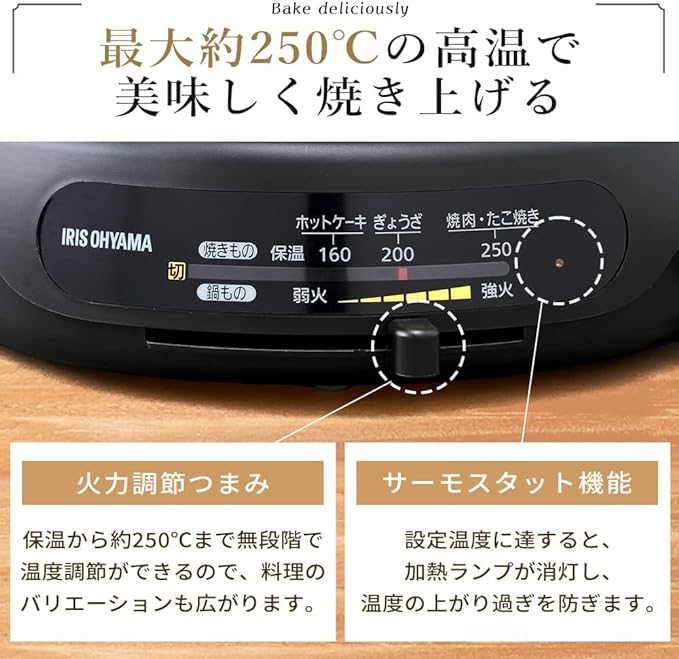 Bake deliciously
最大約250℃の高温で
美味しく焼き上げる
IRIS OHYAMA
ホットケーキ ぎょうざ 焼肉・たこ焼き
焼きもの 保温 160 200 250
切
鍋もの 弱火 強火
火力調節つまみ
保温から約250℃まで無段階で
温度調節ができるので、料理の
バリエーションも広がります。
サーモスタット機能
設定温度に達すると、
加熱ランプが消灯し、
温度の上がり過ぎを防ぎます。